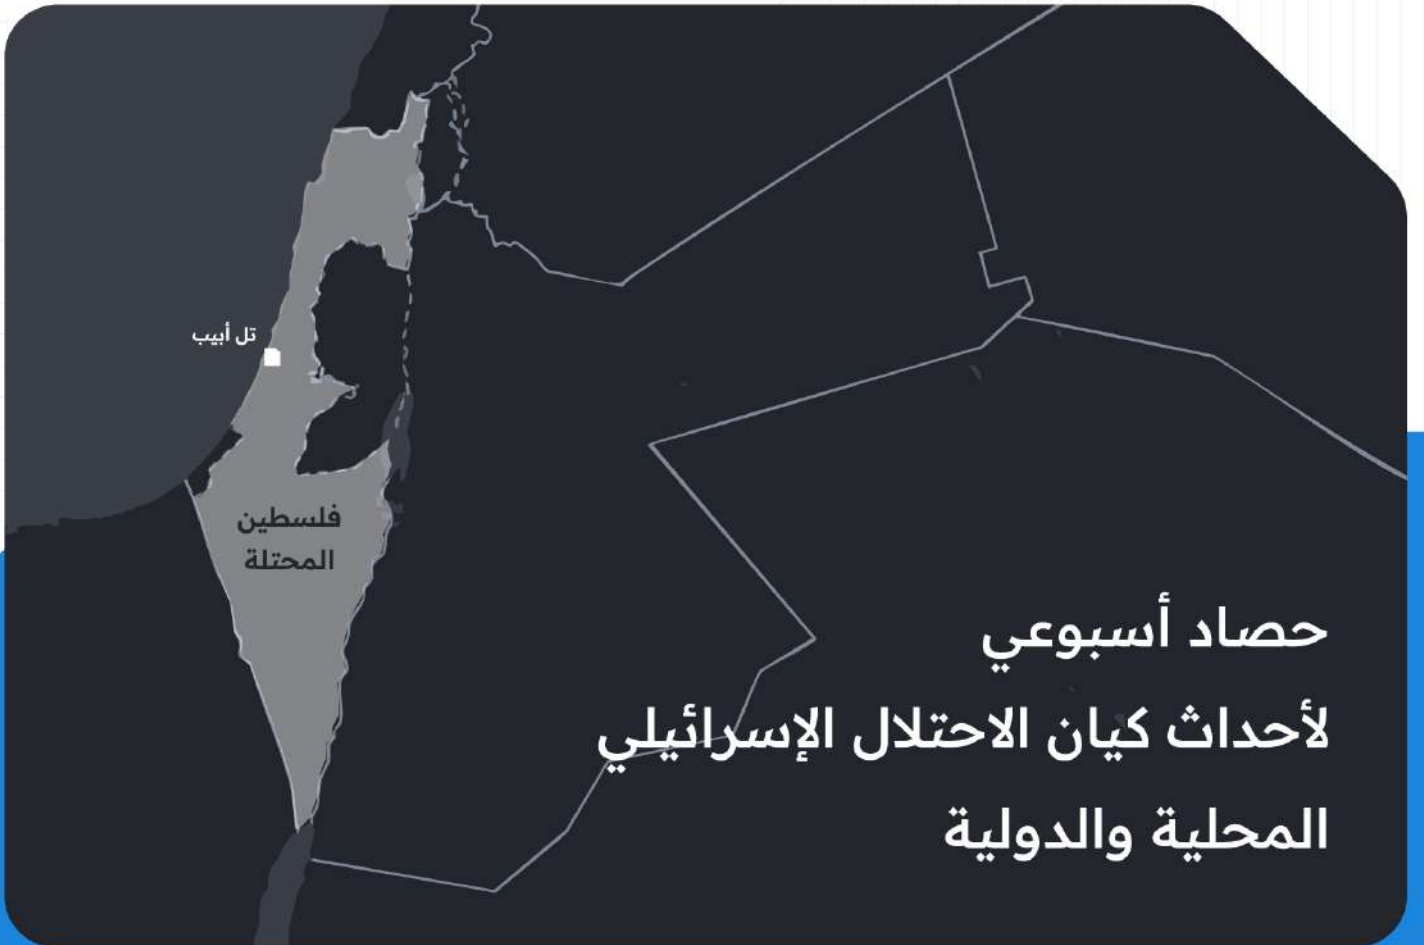 تل أبيب
فلسطين
المحتلة
حصاد أسبوعي
لأحداث كيان الاحتلال الإسرائيلي
المحلية والدولية